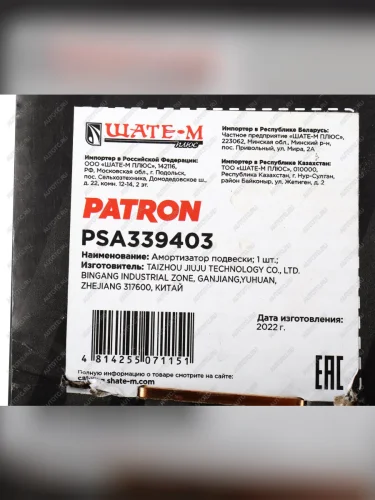 ШАТЕ-М
ПЛЮС
Импортер в Российской Федерации:
ООО «ШАТЕ-М ПЛЮС», 142116,
РФ, Московская обл., г. Подольск,
пос. Сельхозтехника, Домодедовское ш.,
д. 22, комн. 12-14, 2 эт.
Импортер в Республике Беларусь:
Частное предприятие «ШАТЕ-М ПЛЮС»,
223062, Минская обл., Минский р-н,
пос. Привольный, ул. Мира, 2А
Импортер в Республике Казахстан:
ТОО «ШАТЕ-М ПЛЮС», 010000,
Республика Казахстан, г. Нур-Султан,
район Байконыр, ул. Жетиген, д. 2
PATRON
PSA339403
Наименование: Амортизатор подвески; 1 шт.;
Изготовитель: TAIZHOU JIUJU TECHNOLOGY CO., LTD.
BINGANG INDUSTRIAL ZONE, GANJIANG,YUHUAN,
ZHEJIANG 317600, КИТАЙ
Дата изготовления:
2022 г.
4 814255 071151
EAC
Подробную информацию о товаре смотрите на сайте:
shate-m.com